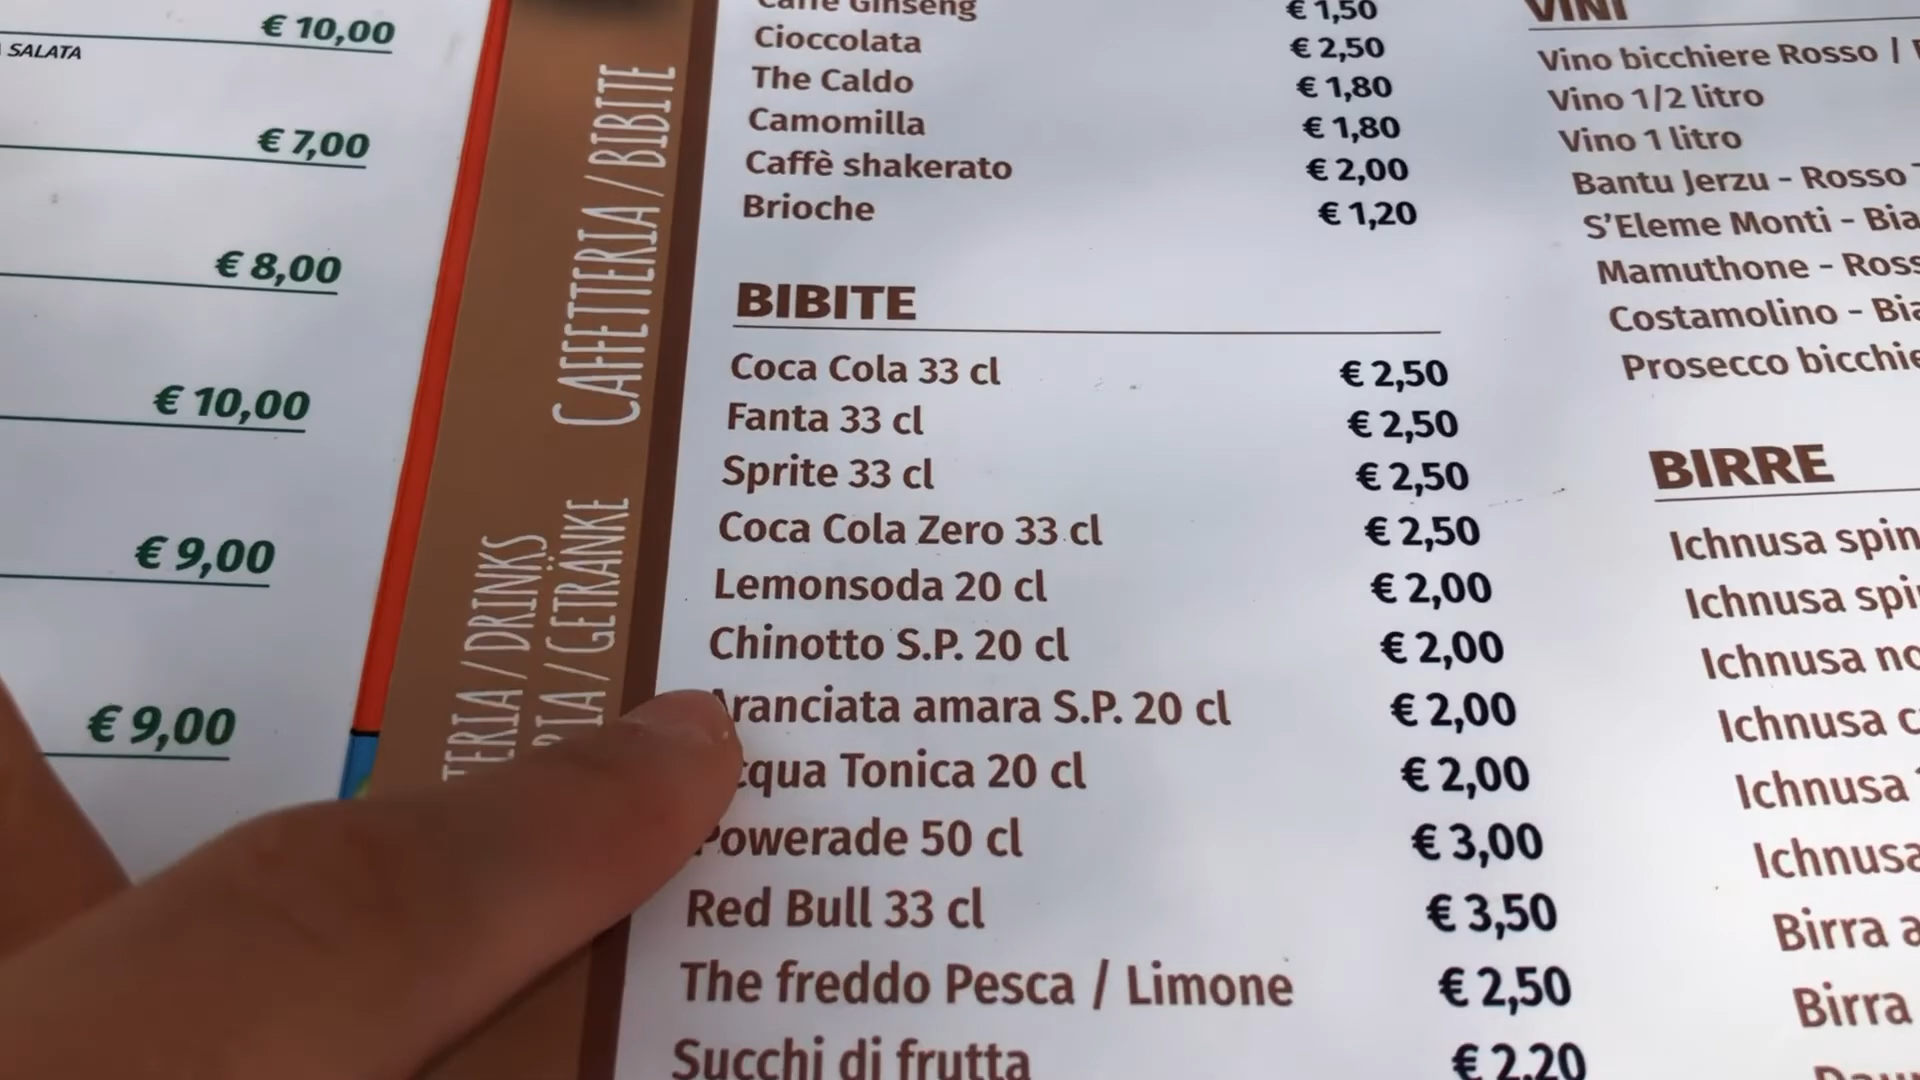 € 10,00
SALATA
€ 7,00
€ 8,00
€ 10,00
€ 9,00
€ 9,00
CAFFETTERIA / BIBITE
TERIA / DRINKS
RIA / GETRÄNKE
Caffè Ginseng € 1,50
Cioccolata € 2,50
The Caldo € 1,80
Camomilla € 1,80
Caffè shakerato € 2,00
Brioche € 1,20
BIBITE
Coca Cola 33 cl € 2,50
Fanta 33 cl € 2,50
Sprite 33 cl € 2,50
Coca Cola Zero 33 cl € 2,50
Lemonsoda 20 cl € 2,00
Chinotto S.P. 20 cl € 2,00
Aranciata amara S.P. 20 cl € 2,00
cqua Tonica 20 cl € 2,00
Powerade 50 cl € 3,00
Red Bull 33 cl € 3,50
The freddo Pesca / Limone € 2,50
Succhi di frutta € 2,20
VINI
Vino bicchiere Rosso /
Vino 1/2 litro
Vino 1 litro
Bantu Jerzu - Rosso
S'Eleme Monti - Bia
Mamuthone - Ross
Costamolino - Bia
Prosecco bicchie
BIRRE
Ichnusa spin
Ichnusa spi
Ichnusa no
Ichnusa c
Ichnusa
Ichnusa
Birra a
Birra